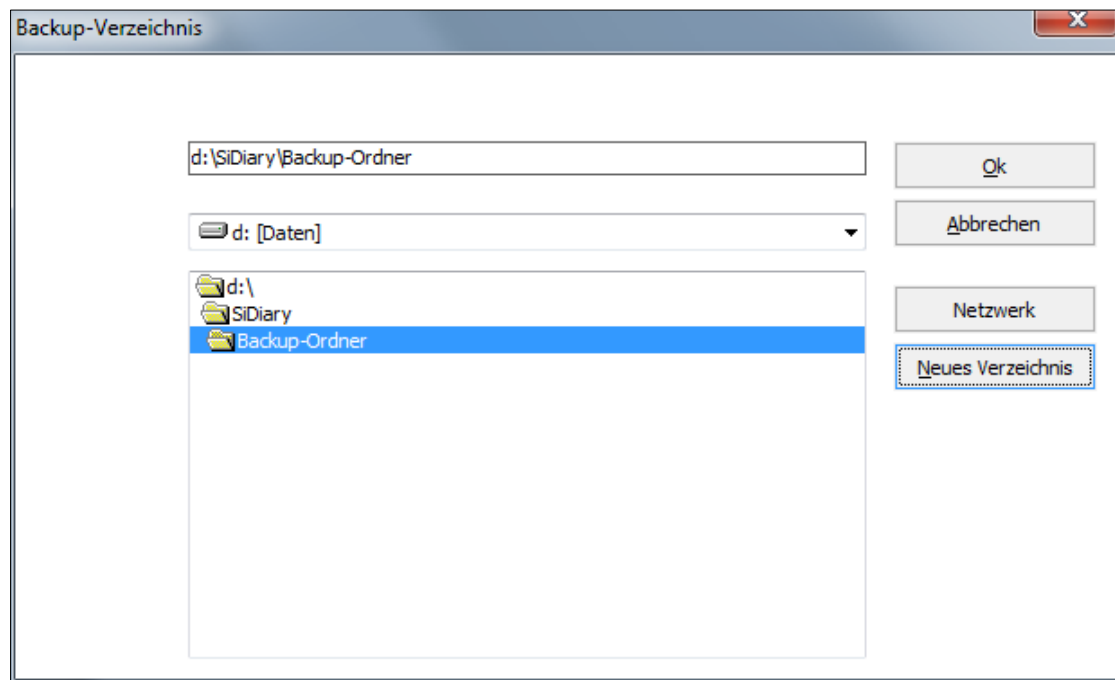 Backup-Verzeichnis
d:\SiDiary\Backup-Ordner
Ok
Abbrechen
d: [Daten]
d:\
SiDiary
Backup-Ordner
Netzwerk
Neues Verzeichnis